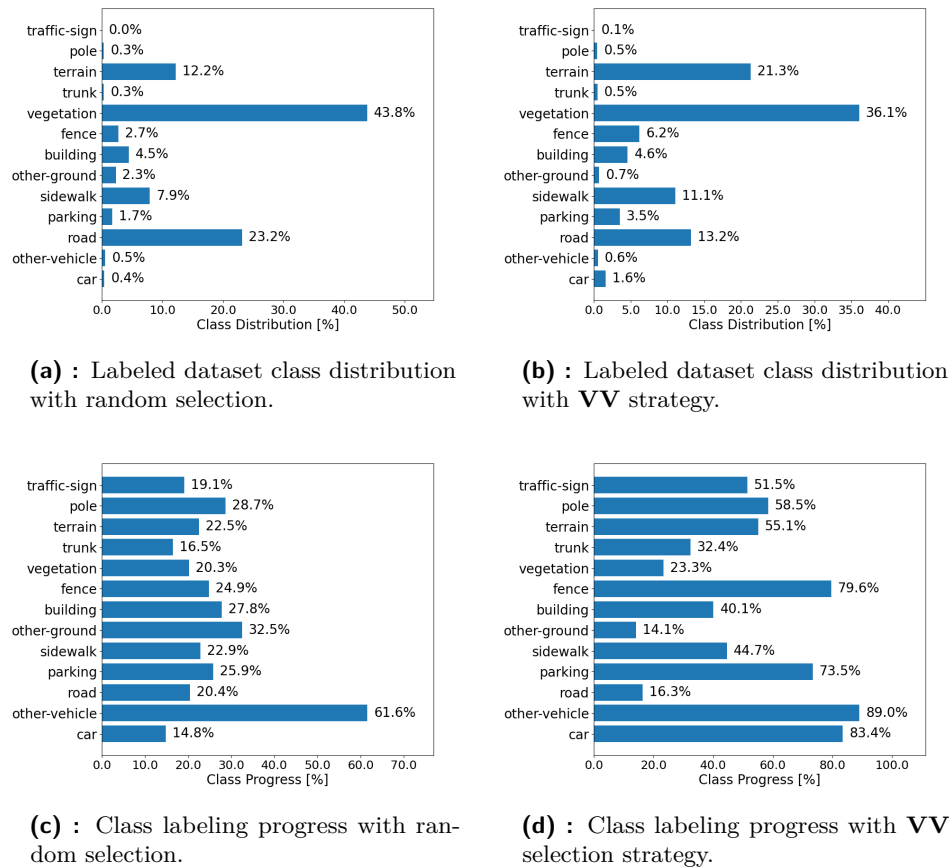 traffic-sign 0.0%
pole 0.3%
terrain 12.2%
trunk 0.3%
vegetation 43.8%
fence 2.7%
building 4.5%
other-ground 2.3%
sidewalk 7.9%
parking 1.7%
road 23.2%
other-vehicle 0.5%
car 0.4%
0.0 10.0 20.0 30.0 40.0 50.0
Class Distribution [%]
(a) : Labeled dataset class distribution
with random selection.
traffic-sign 0.1%
pole 0.5%
terrain 21.3%
trunk 0.5%
vegetation 36.1%
fence 6.2%
building 4.6%
other-ground 0.7%
sidewalk 11.1%
parking 3.5%
road 13.2%
other-vehicle 0.6%
car 1.6%
0.0 5.0 10.0 15.0 20.0 25.0 30.0 35.0 40.0
Class Distribution [%]
(b) : Labeled dataset class distribution
with VV strategy.
traffic-sign 19.1%
pole 28.7%
terrain 22.5%
trunk 16.5%
vegetation 20.3%
fence 24.9%
building 27.8%
other-ground 32.5%
sidewalk 22.9%
parking 25.9%
road 20.4%
other-vehicle 61.6%
car 14.8%
0.0 10.0 20.0 30.0 40.0 50.0 60.0 70.0
Class Progress [%]
(c) : Class labeling progress with ran-
dom selection.
traffic-sign 51.5%
pole 58.5%
terrain 55.1%
trunk 32.4%
vegetation 23.3%
fence 79.6%
building 40.1%
other-ground 14.1%
sidewalk 44.7%
parking 73.5%
road 16.3%
other-vehicle 89.0%
car 83.4%
0.0 20.0 40.0 60.0 80.0 100.0
Class Progress [%]
(d) : Class labeling progress with VV
selection strategy.